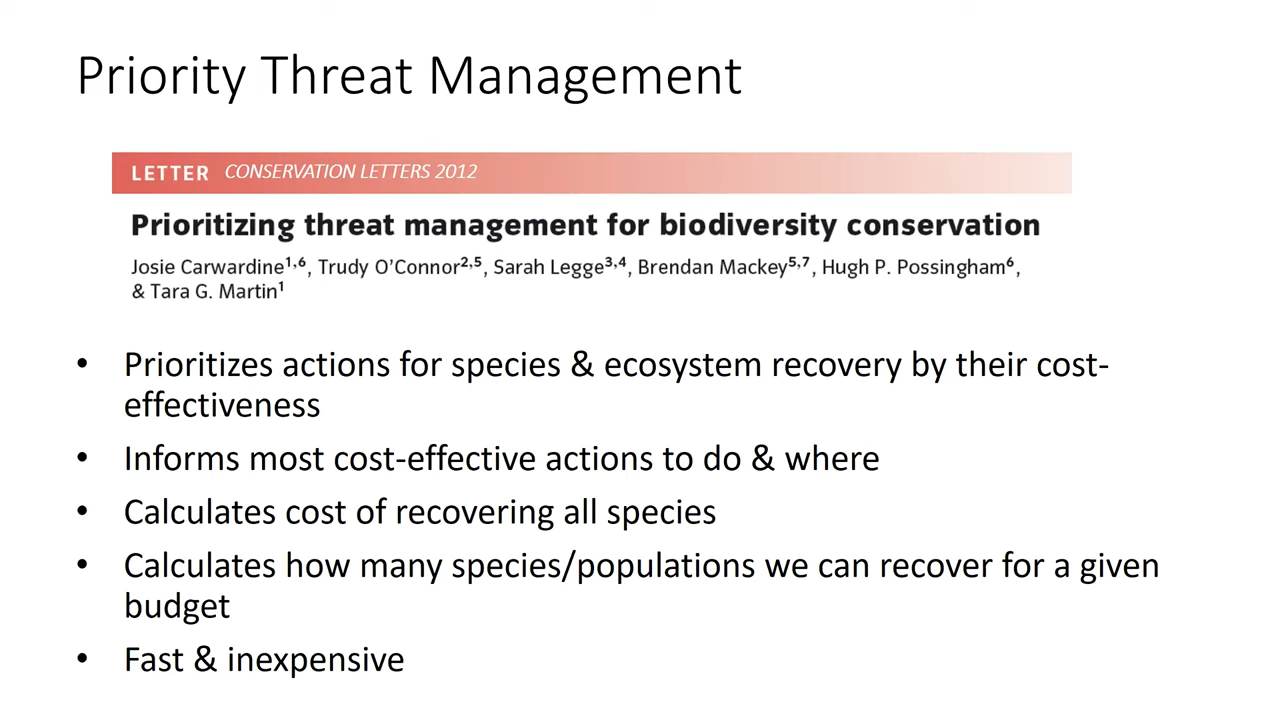 Priority Threat Management
LETTER CONSERVATION LETTERS 2012
Prioritizing threat management for biodiversity conservation
Josie Carwardine¹,⁶, Trudy O’Connor²,⁵, Sarah Legge³,⁴, Brendan Mackey⁵,⁷, Hugh P. Possingham⁶,
& Tara G. Martin¹
• Prioritizes actions for species & ecosystem recovery by their cost-
effectiveness
• Informs most cost-effective actions to do & where
• Calculates cost of recovering all species
• Calculates how many species/populations we can recover for a given
budget
• Fast & inexpensive